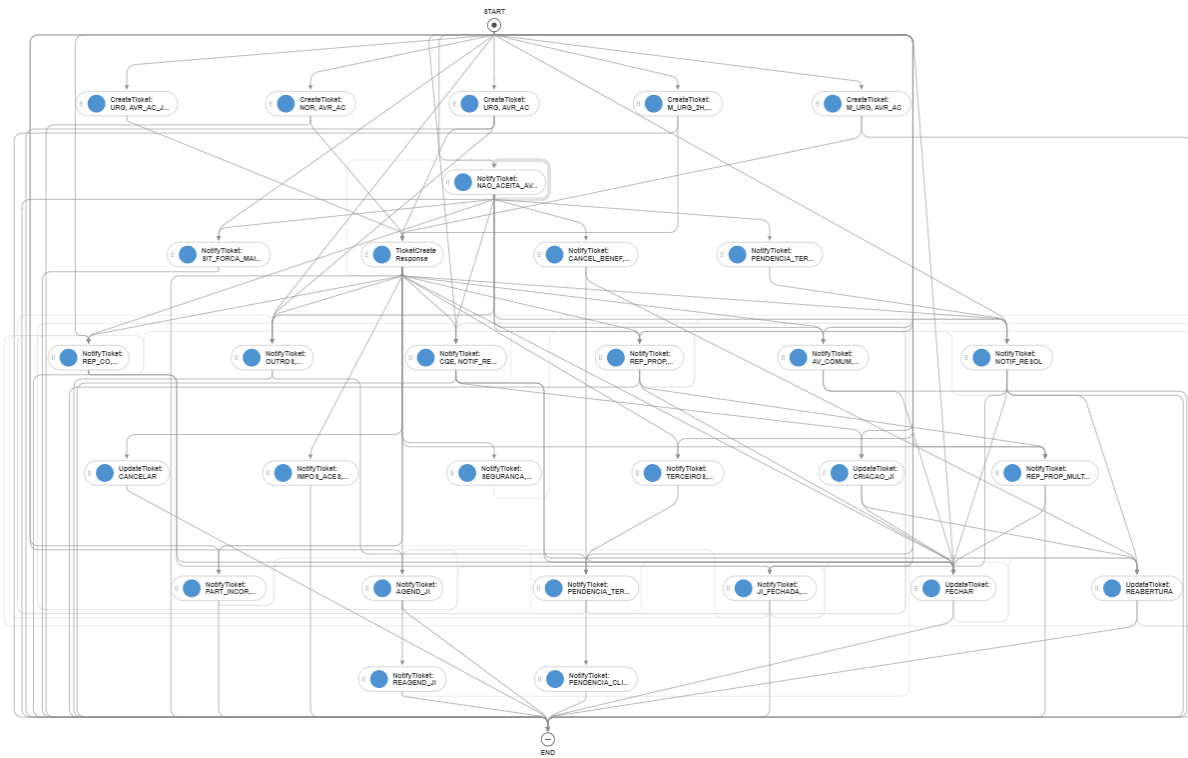 START
CreateTicket:
URG, AVR_AC_J...
CreateTicket:
NOR, AVR_AC
CreateTicket:
URG, AVR_AC
CreateTicket:
M_URG_2H,...
CreateTicket:
M_URG, AVR_AC
NotifyTicket:
NAO_ACEITA_AV...
NotifyTicket:
SIT_FORCA_MAI...
TicketCreate
Response
NotifyTicket:
CANCEL_BENEF,...
NotifyTicket:
PENDENCIA_TER...
NotifyTicket:
REP_CO,...
NotifyTicket:
OUTROS,...
NotifyTicket:
CQE, NOTIF_RE...
NotifyTicket:
REP_PROP,...
NotifyTicket:
AV_COMUM,...
NotifyTicket:
NOTIF_RESOL
UpdateTicket:
CANCELAR
NotifyTicket:
IMPOS_ACES,...
NotifyTicket:
SEGURANCA,...
NotifyTicket:
TERCEIROS,...
UpdateTicket:
CRIACAO_JI
NotifyTicket:
REP_PROP_MULT...
NotifyTicket:
PART_INCOR,...
NotifyTicket:
AGEND_JI
NotifyTicket:
PENDENCIA_TER...
NotifyTicket:
JI_FECHADA,...
UpdateTicket:
FECHAR
UpdateTicket:
REABERTURA
NotifyTicket:
REAGEND_JI
NotifyTicket:
PENDENCIA_CLI...
END